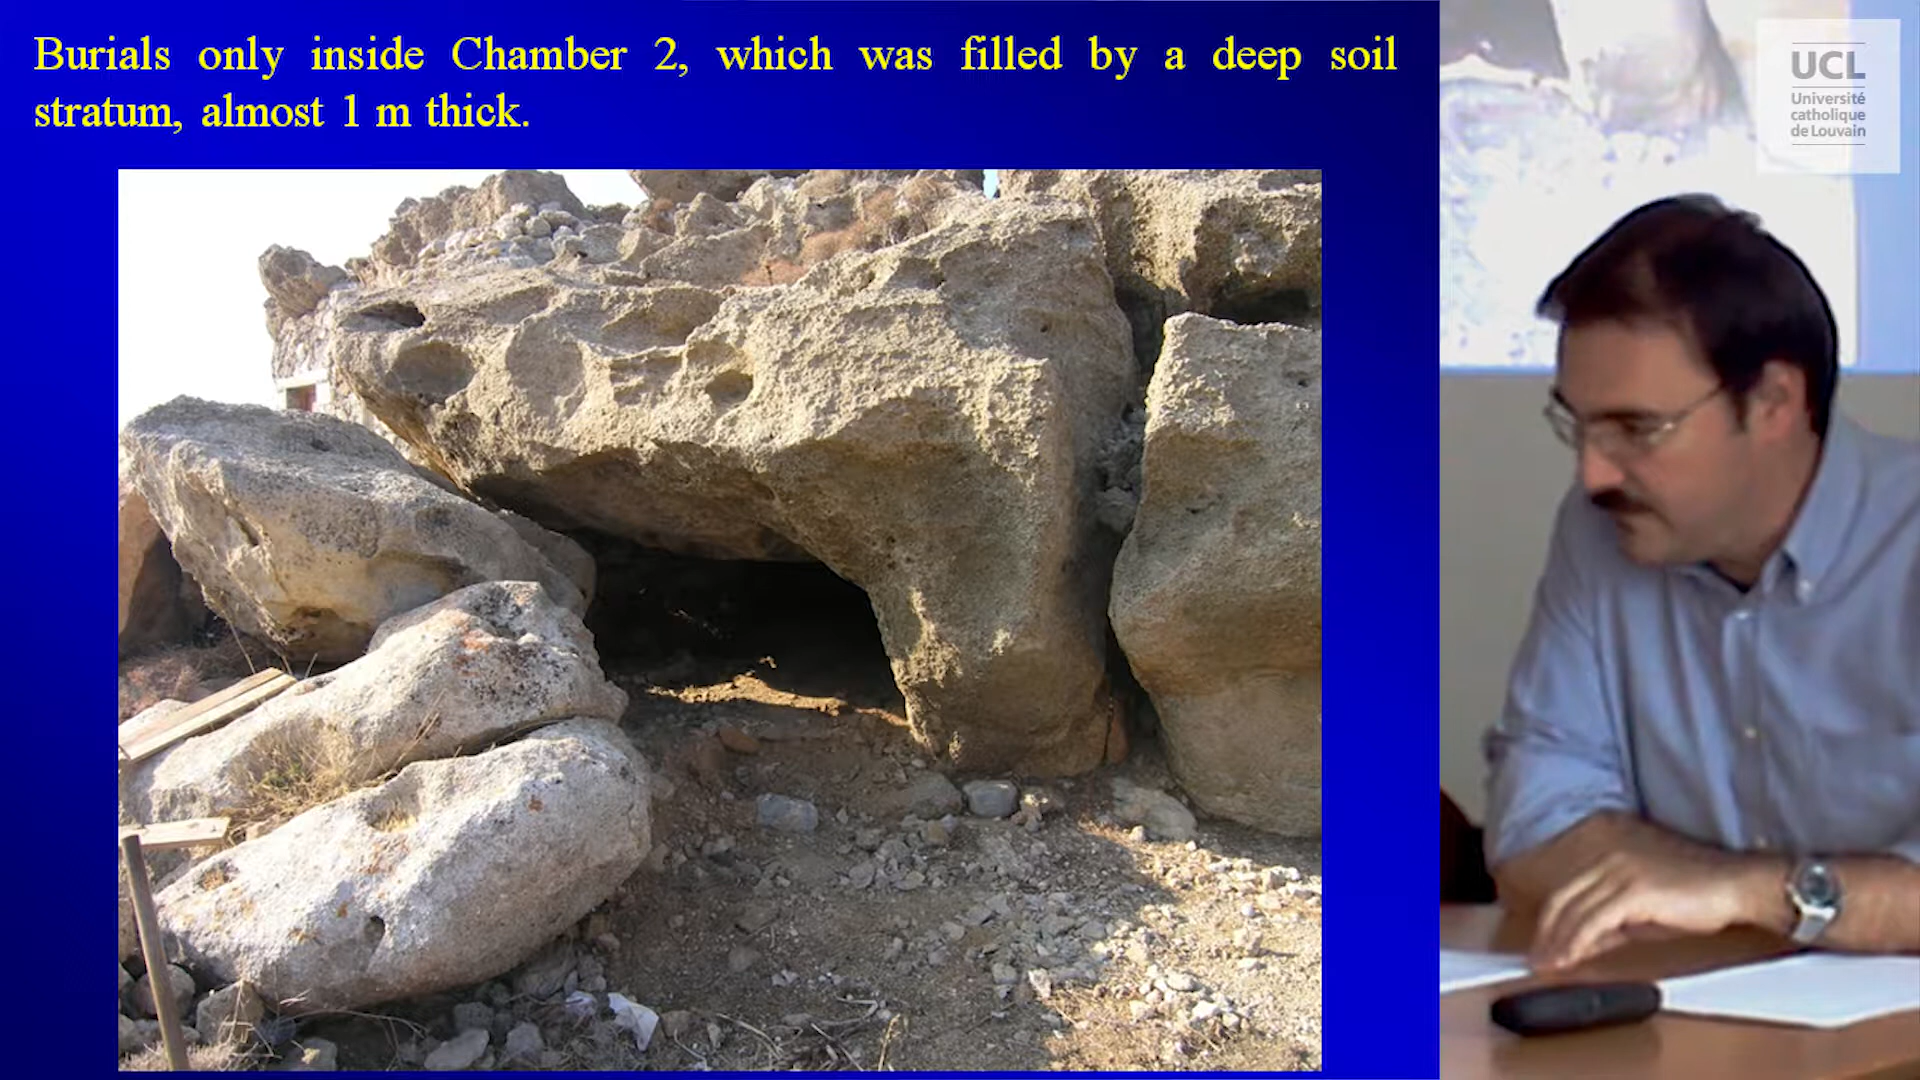 Burials only inside Chamber 2, which was filled by a deep soil
stratum, almost 1 m thick.
UCL
Université
catholique
de Louvain